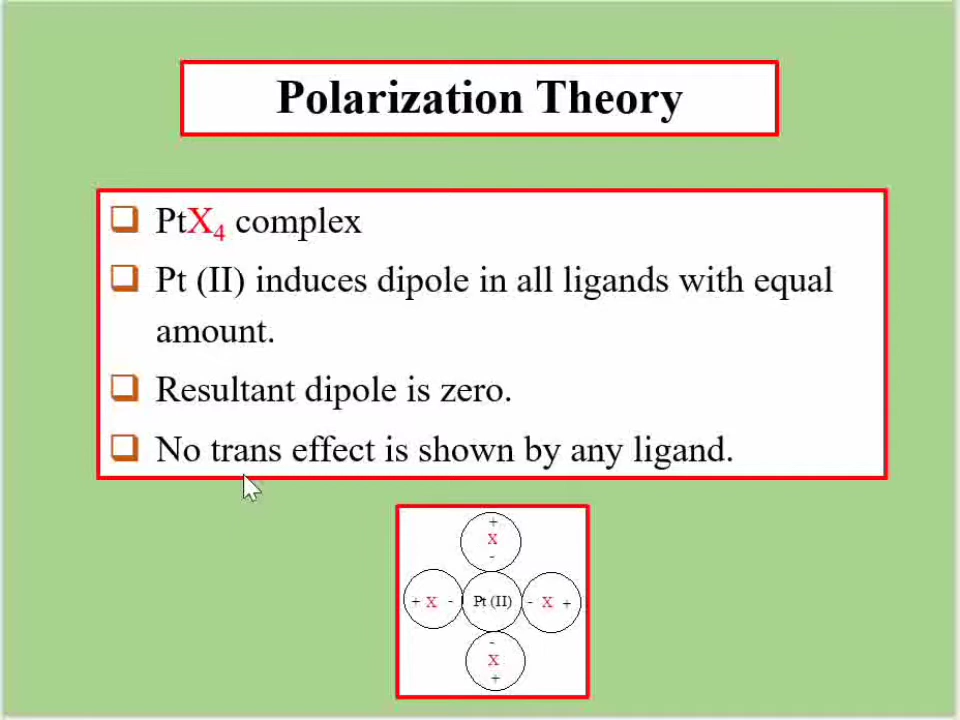 Polarization Theory
PtX₄ complex
Pt (II) induces dipole in all ligands with equal
amount.
Resultant dipole is zero.
No trans effect is shown by any ligand.
+
X
-
+ X - Pt (II) - X +
-
X
+